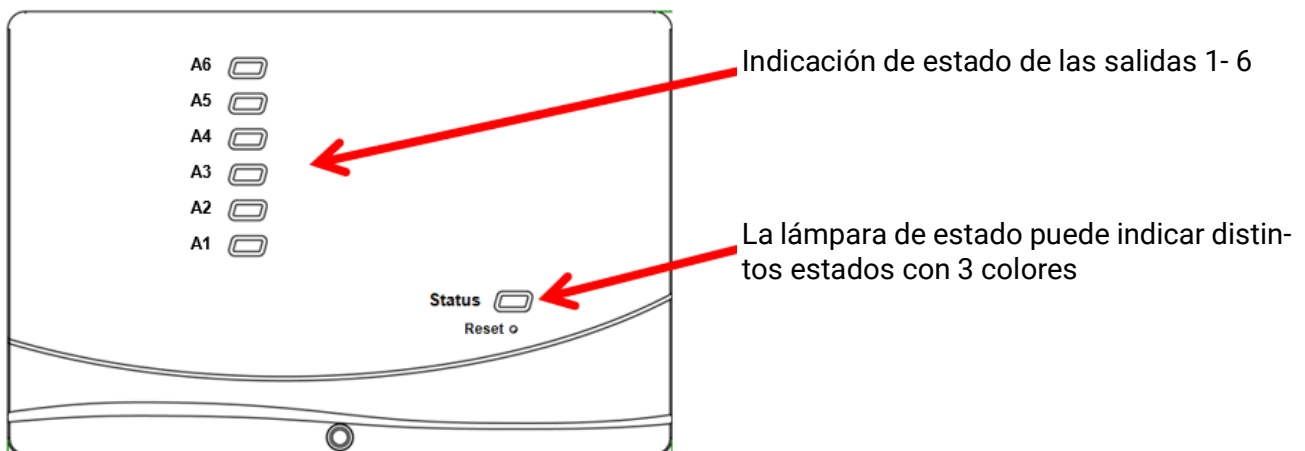 A6
A5
A4
A3
A2
A1
Status
Reset
Indicación de estado de las salidas 1- 6
La lámpara de estado puede indicar distin-
tos estados con 3 colores